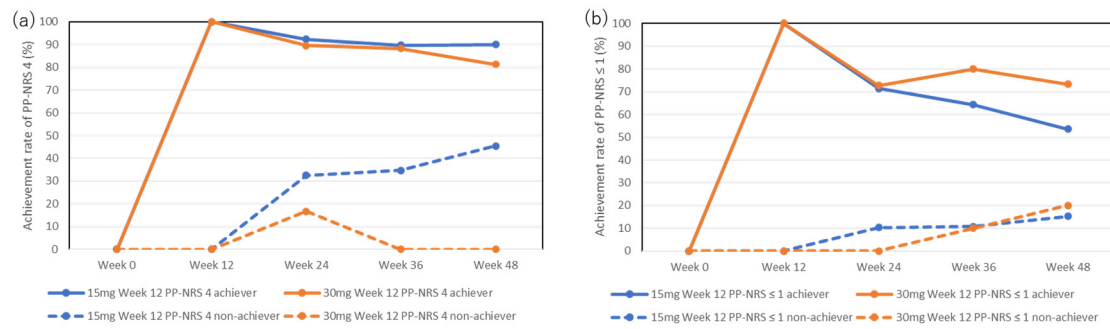 (a)
Achievement rate of PP-NRS 4 (%)
100
90
80
70
60
50
40
30
20
10
0
Week 0 Week 12 Week 24 Week 36 Week 48
15mg Week 12 PP-NRS 4 achiever 30mg Week 12 PP-NRS 4 achiever
15mg Week 12 PP-NRS 4 non-achiever 30mg Week 12 PP-NRS 4 non-achiever
(b)
Achievement rate of PP-NRS ≤ 1 (%)
100
90
80
70
60
50
40
30
20
10
0
Week 0 Week 12 Week 24 Week 36 Week 48
15mg Week 12 PP-NRS ≤ 1 achiever 30mg Week 12 PP-NRS ≤ 1 achiever
15mg Week 12 PP-NRS ≤ 1 non-achiever 30mg Week 12 PP-NRS ≤ 1 non-achiever